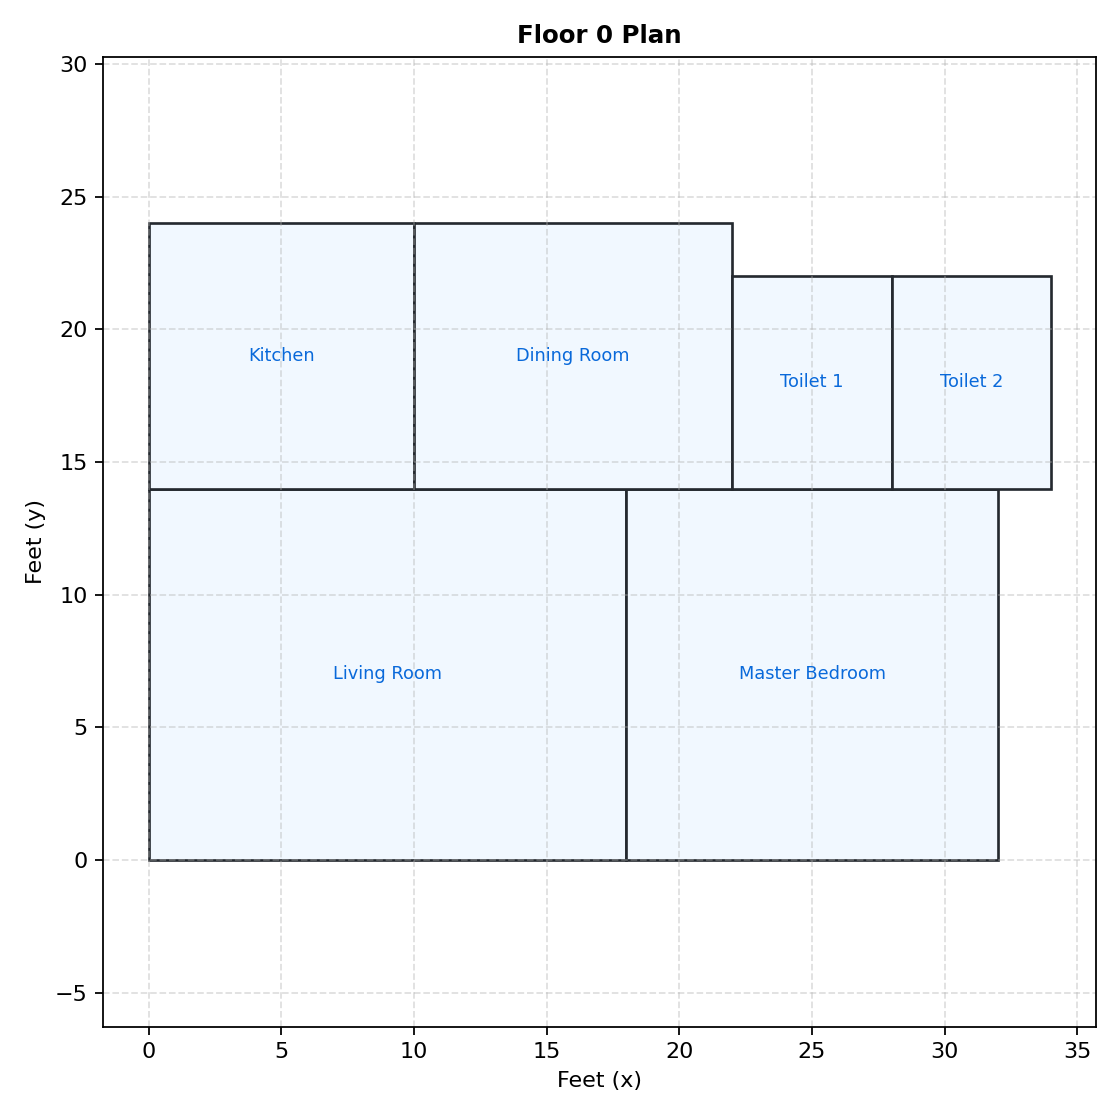 Floor 0 Plan
30
25
20
15
10
5
0
−5
Feet (y)
Kitchen
Dining Room
Toilet 1
Toilet 2
Living Room
Master Bedroom
0
5
10
15
20
25
30
35
Feet (x)